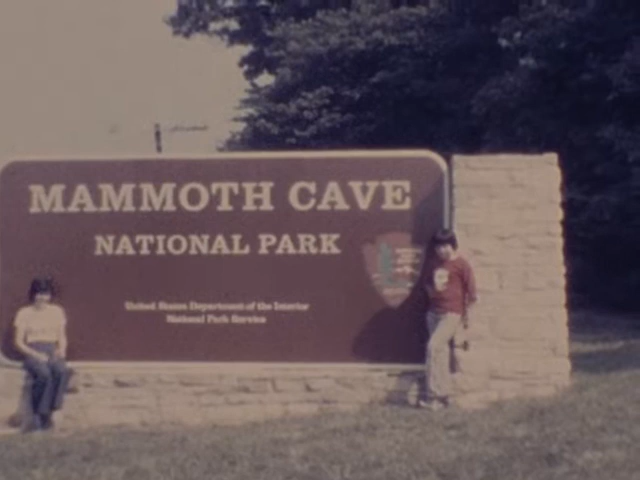 MAMMOTH CAVE
NATIONAL PARK
United States Department of the Interior
National Park Service